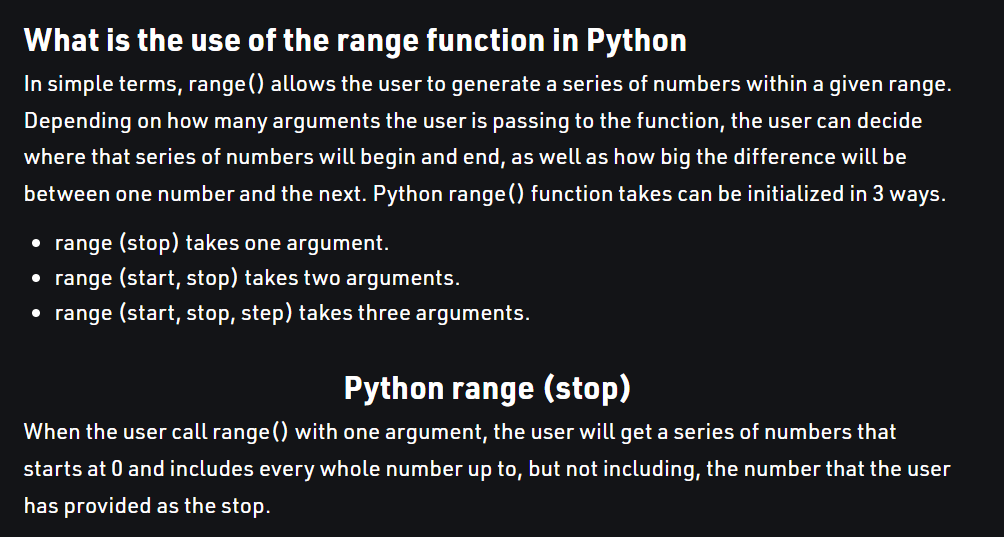 What is the use of the range function in Python
In simple terms, range() allows the user to generate a series of numbers within a given range.
Depending on how many arguments the user is passing to the function, the user can decide
where that series of numbers will begin and end, as well as how big the difference will be
between one number and the next. Python range() function takes can be initialized in 3 ways.
• range (stop) takes one argument.
• range (start, stop) takes two arguments.
• range (start, stop, step) takes three arguments.
Python range (stop)
When the user call range() with one argument, the user will get a series of numbers that
starts at 0 and includes every whole number up to, but not including, the number that the user
has provided as the stop.